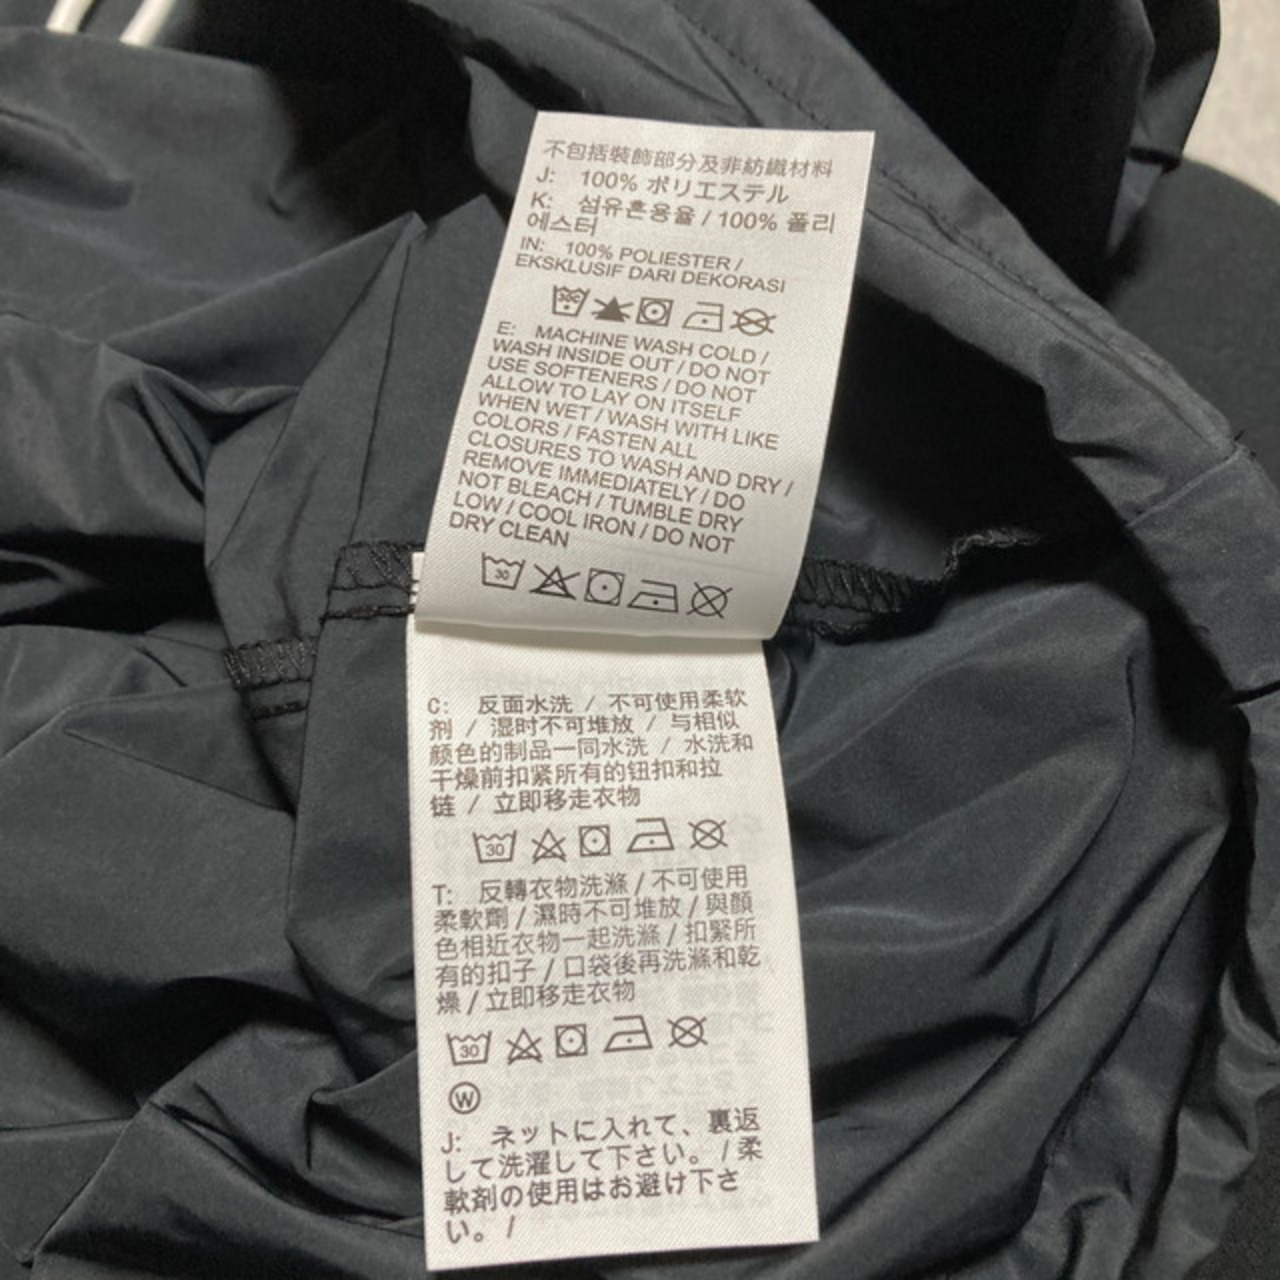 不包括裝飾部分及非紡織材料
J: 100% ポリエステル
K: 섬유혼용율 / 100% 폴리
에스터
IN: 100% POLIESTER /
EKSKLUSIF DARI DEKORASI
E: MACHINE WASH COLD /
WASH INSIDE OUT / DO NOT
USE SOFTENERS / DO NOT
ALLOW TO LAY ON ITSELF
WHEN WET / WASH WITH LIKE
COLORS / FASTEN ALL
CLOSURES TO WASH AND DRY /
REMOVE IMMEDIATELY / DO
NOT BLEACH / TUMBLE DRY
LOW / COOL IRON / DO NOT
DRY CLEAN
30
C: 反面水洗 / 不可使用柔软
剂 / 湿时不可堆放 / 与相似
颜色的制品一同水洗 / 水洗和
干燥前扣紧所有的钮扣和拉
链 / 立即移走衣物
30
T: 反轉衣物洗滌 / 不可使用
柔軟劑 / 濕時不可堆放 / 與顏
色相近衣物一起洗滌 / 扣緊所
有的扣子 / 口袋後再洗滌和乾
燥 / 立即移走衣物
30
W
J: ネットに入れて、裏返
して洗濯して下さい。 / 柔
軟剤の使用はお避け下さ
い。 /